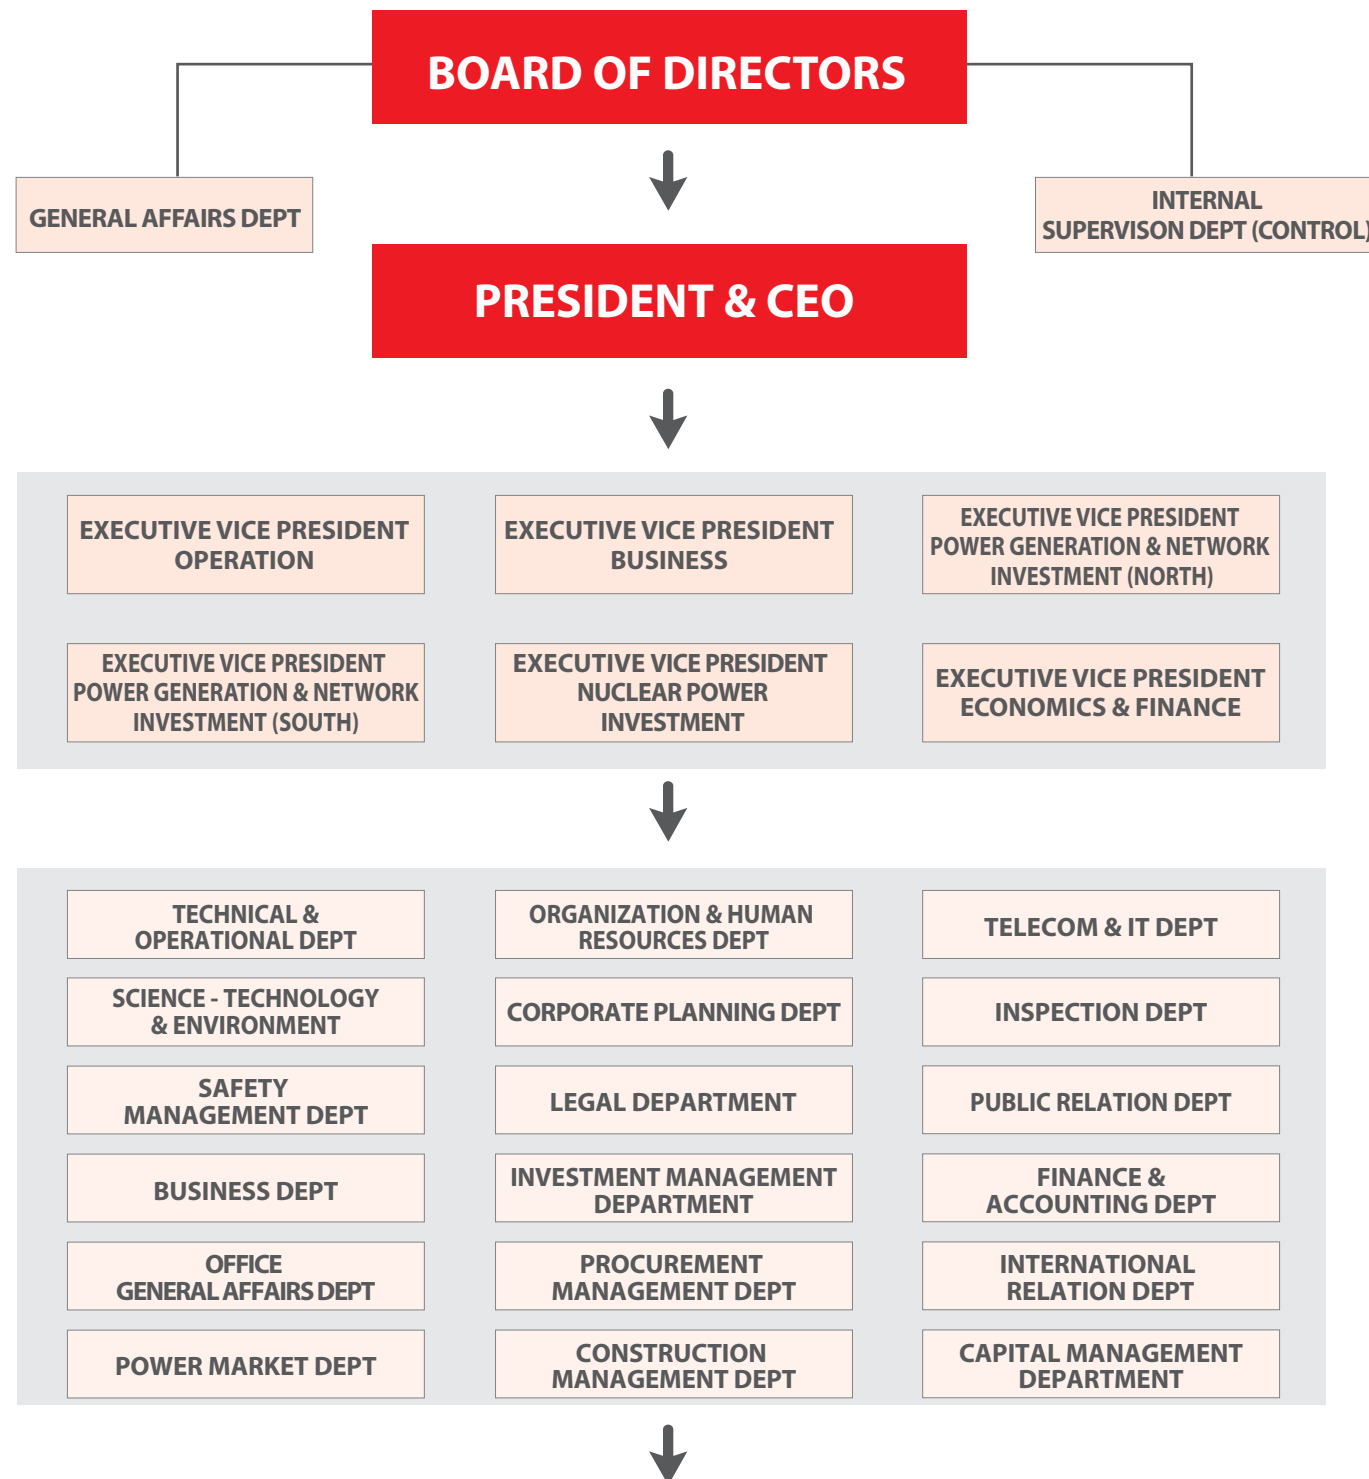 BOARD OF DIRECTORS
GENERAL AFFAIRS DEPT
INTERNAL
SUPERVISON DEPT (CONTROL)
PRESIDENT & CEO
EXECUTIVE VICE PRESIDENT
OPERATION
EXECUTIVE VICE PRESIDENT
BUSINESS
EXECUTIVE VICE PRESIDENT
POWER GENERATION & NETWORK
INVESTMENT (NORTH)
EXECUTIVE VICE PRESIDENT
POWER GENERATION & NETWORK
INVESTMENT (SOUTH)
EXECUTIVE VICE PRESIDENT
NUCLEAR POWER
INVESTMENT
EXECUTIVE VICE PRESIDENT
ECONOMICS & FINANCE
TECHNICAL &
OPERATIONAL DEPT
ORGANIZATION & HUMAN
RESOURCES DEPT
TELECOM & IT DEPT
SCIENCE - TECHNOLOGY
& ENVIRONMENT
CORPORATE PLANNING DEPT
INSPECTION DEPT
SAFETY
MANAGEMENT DEPT
LEGAL DEPARTMENT
PUBLIC RELATION DEPT
BUSINESS DEPT
INVESTMENT MANAGEMENT
DEPARTMENT
FINANCE &
ACCOUNTING DEPT
OFFICE
GENERAL AFFAIRS DEPT
PROCUREMENT
MANAGEMENT DEPT
INTERNATIONAL
RELATION DEPT
POWER MARKET DEPT
CONSTRUCTION
MANAGEMENT DEPT
CAPITAL MANAGEMENT
DEPARTMENT